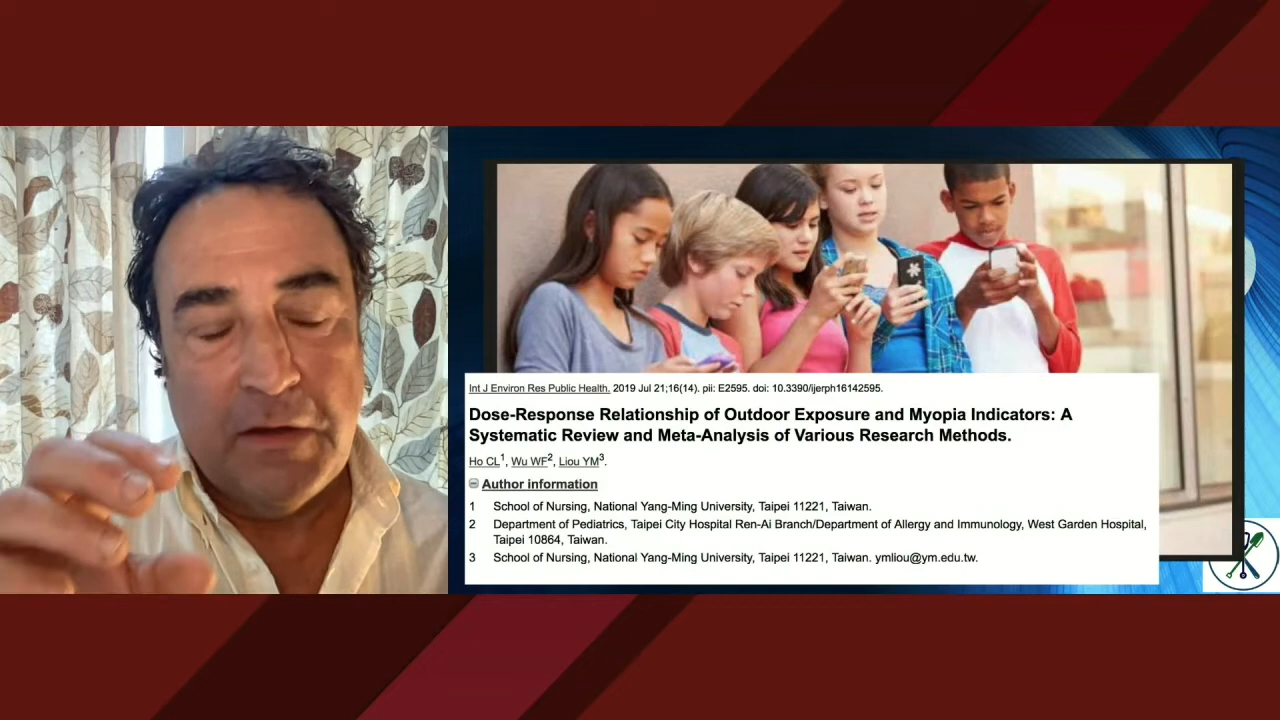 Int J Environ Res Public Health. 2019 Jul 21;16(14). pii: E2595. doi: 10.3390/ijerph16142595.
Dose-Response Relationship of Outdoor Exposure and Myopia Indicators: A
Systematic Review and Meta-Analysis of Various Research Methods.
Ho CL1, Wu WF2, Liou YM3.
Author information
1 School of Nursing, National Yang-Ming University, Taipei 11221, Taiwan.
2 Department of Pediatrics, Taipei City Hospital Ren-Ai Branch/Department of Allergy and Immunology, West Garden Hospital,
Taipei 10864, Taiwan.
3 School of Nursing, National Yang-Ming University, Taipei 11221, Taiwan. ymliou@ym.edu.tw.